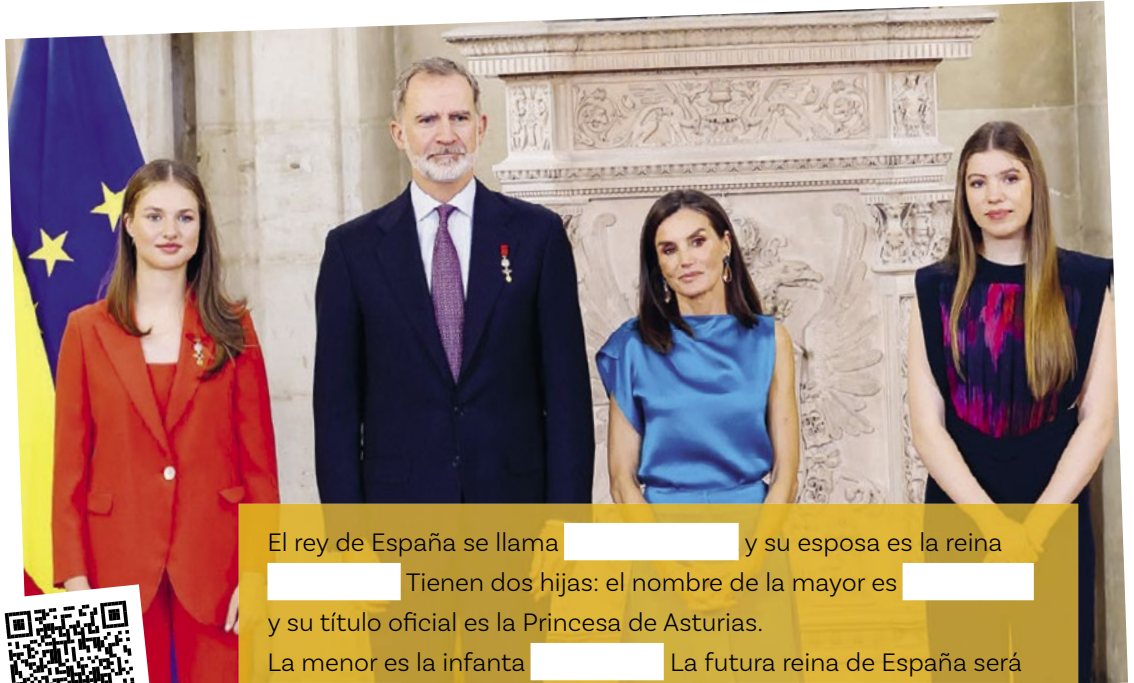 El rey de España se llama y su esposa es la reina
Tienen dos hijas: el nombre de la mayor es
y su título oficial es la Princesa de Asturias.
La menor es la infanta La futura reina de España será